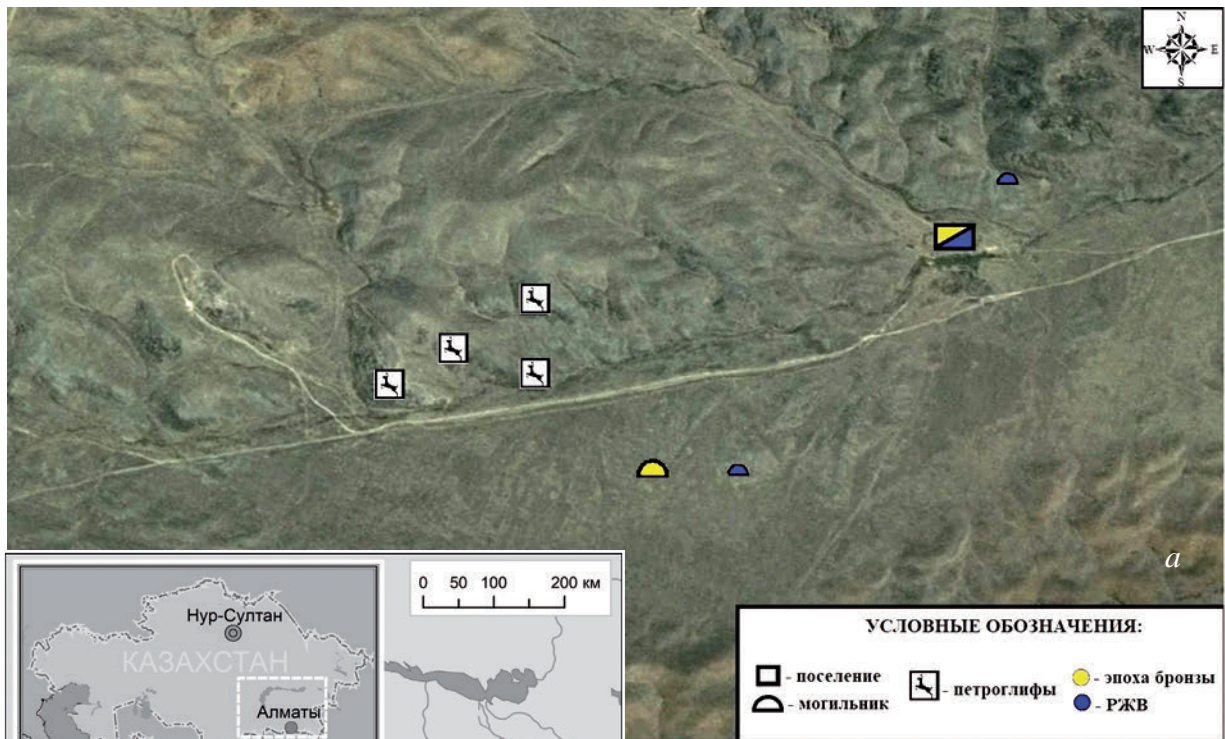 N
W E
S
a
0 50 100 200 км
Нур-Султан
КАЗАХСТАН
Алматы
УСЛОВНЫЕ ОБОЗНАЧЕНИЯ:
- поселение
- могильник
- петроглифы
- эпоха бронзы
- РЖВ